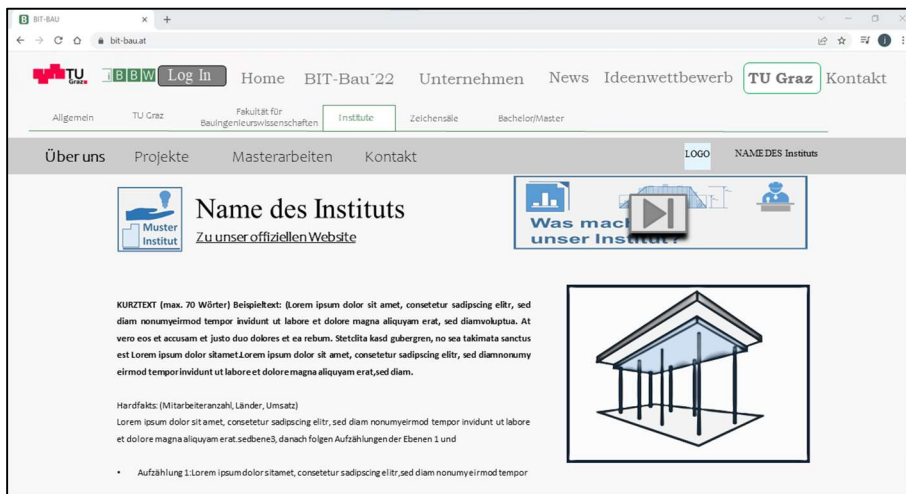 BIT-BAU
bit-bau.at
TU Graz
BBW Log In Home BIT-Bau´22 Unternehmen News Ideenwettbewerb TU Graz Kontakt
Allgemein TU Graz Fakultät für Bauingenieurswissenschaften Institute Zeichensäle Bachelor/Master
Über uns Projekte Masterarbeiten Kontakt LOGO NAME DES Instituts
Muster
Institut
Name des Instituts
Zu unser offiziellen Website
Was mach
unser Institut?
KURZTEXT (max. 70 Wörter) Beispieltext: (Lorem ipsum dolor sit amet, consetetur sadipscing elitr, sed
diam nonumyeirmod tempor invidunt ut labore et dolore magna aliquyam erat, sed diamvoluptua. At
vero eos et accusam et justo duo dolores et ea rebum. Stetclita kasd gubergren, no sea takimata sanctus
est Lorem ipsum dolor sitamet.Lorem ipsum dolor sit amet, consetetur sadipscing elitr, sed diamnonumy
eirmod temporinvidunt ut labore et dolore magna aliquyam erat,sed diam.
Hardfakts: (Mitarbeiteranzahl, Länder, Umsatz)
Lorem ipsum dolor sit amet, consetetur sadipscing elitr, sed diam nonumyeirmod tempor invidunt ut labore
et dolore magna aliquyam erat.sedbene3, danach folgen Aufzählungen der Ebenen 1 und
• Aufzählung 1:Lorem ipsum dolor sitamet, consetetur sadipscing elitr,sed diam nonumyeirmod tempor